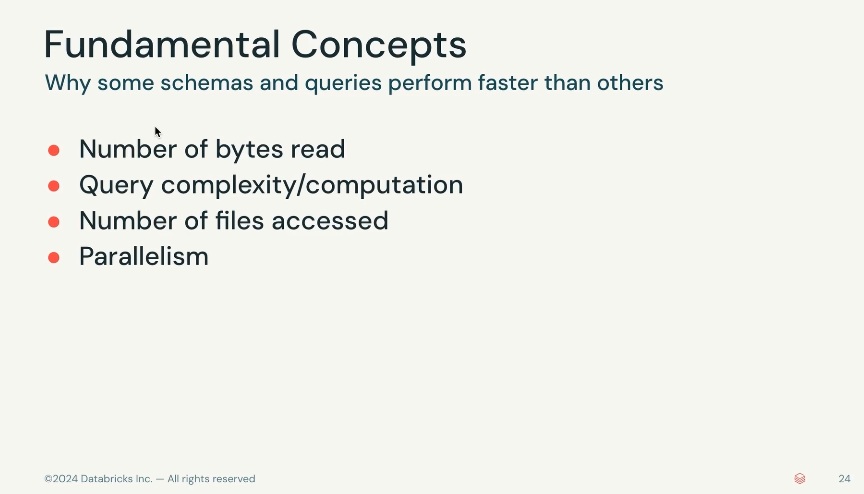 Fundamental Concepts
Why some schemas and queries perform faster than others
● Number of bytes read
● Query complexity/computation
● Number of files accessed
● Parallelism
©2024 Databricks Inc. — All rights reserved
24